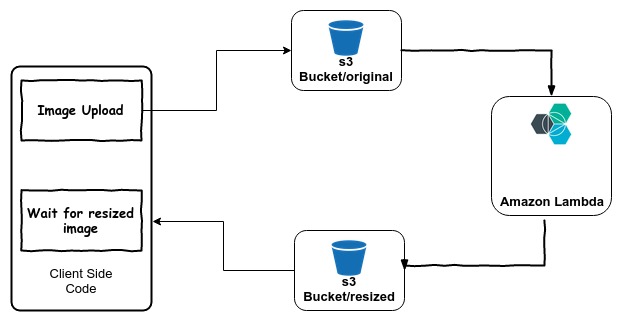 s3
Bucket/original
Image Upload
Amazon Lambda
Wait for resized
image
Client Side
Code
s3
Bucket/resized